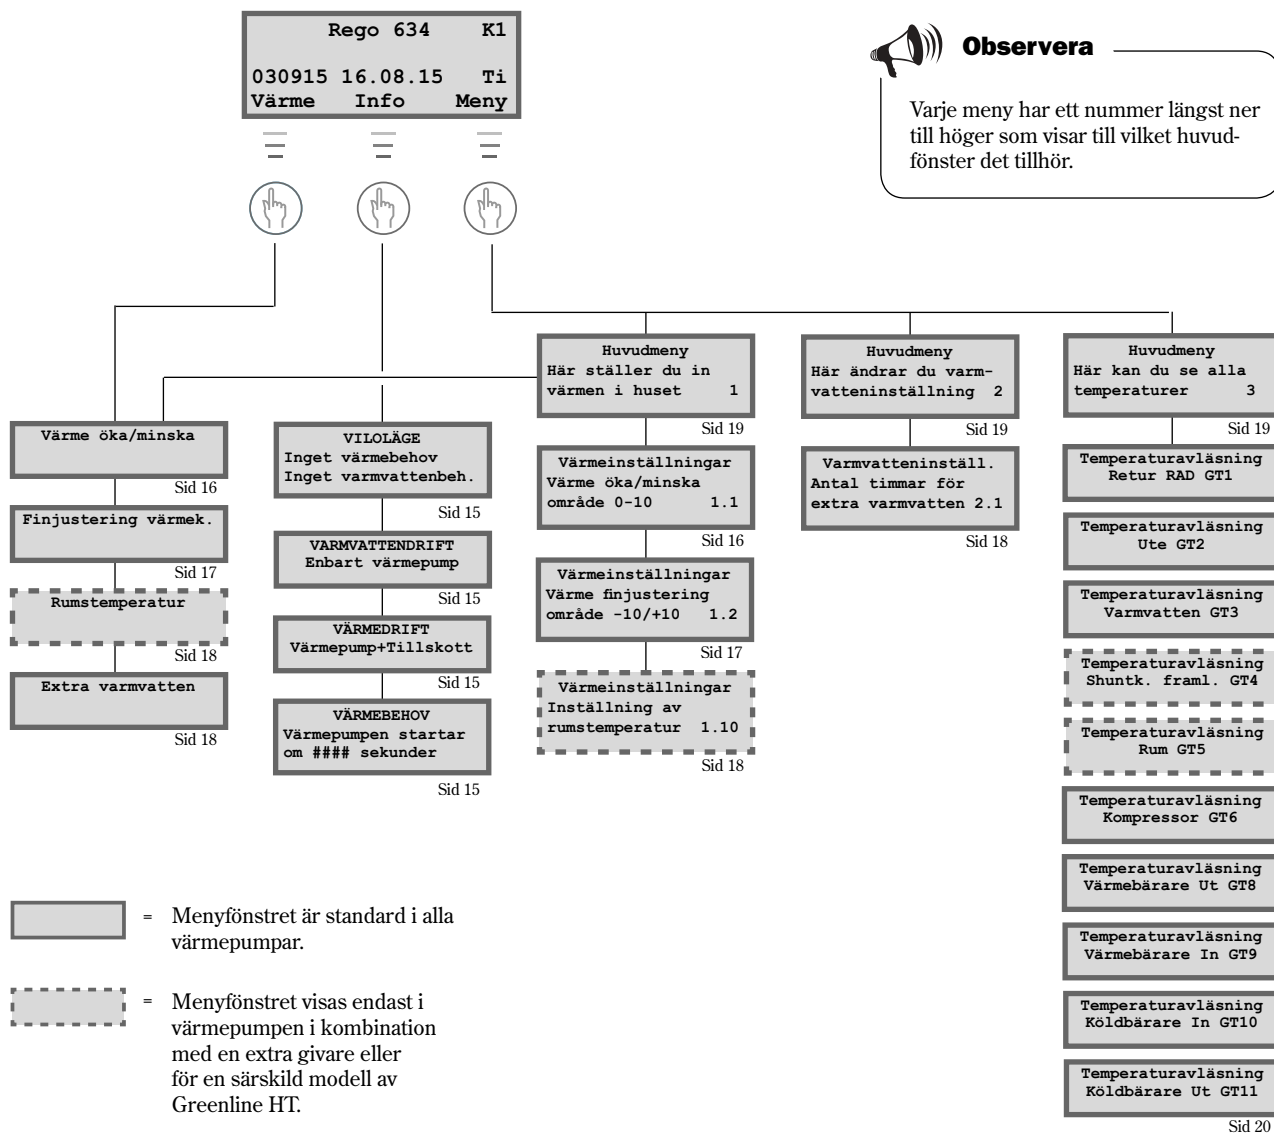 Rego 634 K1
030915 16.08.15 Ti
Värme Info Meny
Observera
Varje meny har ett nummer längst ner
till höger som visar till vilket huvud-
fönster det tillhör.
Värme öka/minska
Sid 16
Finjustering värmek.
Sid 17
Rumstemperatur
Sid 18
Extra varmvatten
Sid 18
VILOLÄGE
Inget värmebehov
Inget varmvattenbeh.
Sid 15
VARMVATTENDRIFT
Enbart värmepump
Sid 15
VÄRMEDRIFT
Värmepump+Tillskott
Sid 15
VÄRMEBEHOV
Värmepumpen startar
om #### sekunder
Sid 15
Huvudmeny
Här ställer du in
värmen i huset 1
Sid 19
Värmeinställningar
Värme öka/minska
område 0-10 1.1
Sid 16
Värmeinställningar
Värme finjustering
område -10/+10 1.2
Sid 17
Värmeinställningar
Inställning av
rumstemperatur 1.10
Sid 18
Huvudmeny
Här ändrar du varm-
vatteninställning 2
Sid 19
Varmvatteninställ.
Antal timmar för
extra varmvatten 2.1
Sid 18
Huvudmeny
Här kan du se alla
temperaturer 3
Sid 19
Temperaturavläsning
Retur RAD GT1
Temperaturavläsning
Ute GT2
Temperaturavläsning
Varmvatten GT3
Temperaturavläsning
Shuntk. framl. GT4
Temperaturavläsning
Rum GT5
Temperaturavläsning
Kompressor GT6
Temperaturavläsning
Värmebärare Ut GT8
Temperaturavläsning
Värmebärare In GT9
Temperaturavläsning
Köldbärare In GT10
Temperaturavläsning
Köldbärare Ut GT11
Sid 20
= Menyfönstret är standard i alla
värmepumpar.
= Menyfönstret visas endast i
värmepumpen i kombination
med en extra givare eller
för en särskild modell av
Greenline HT.